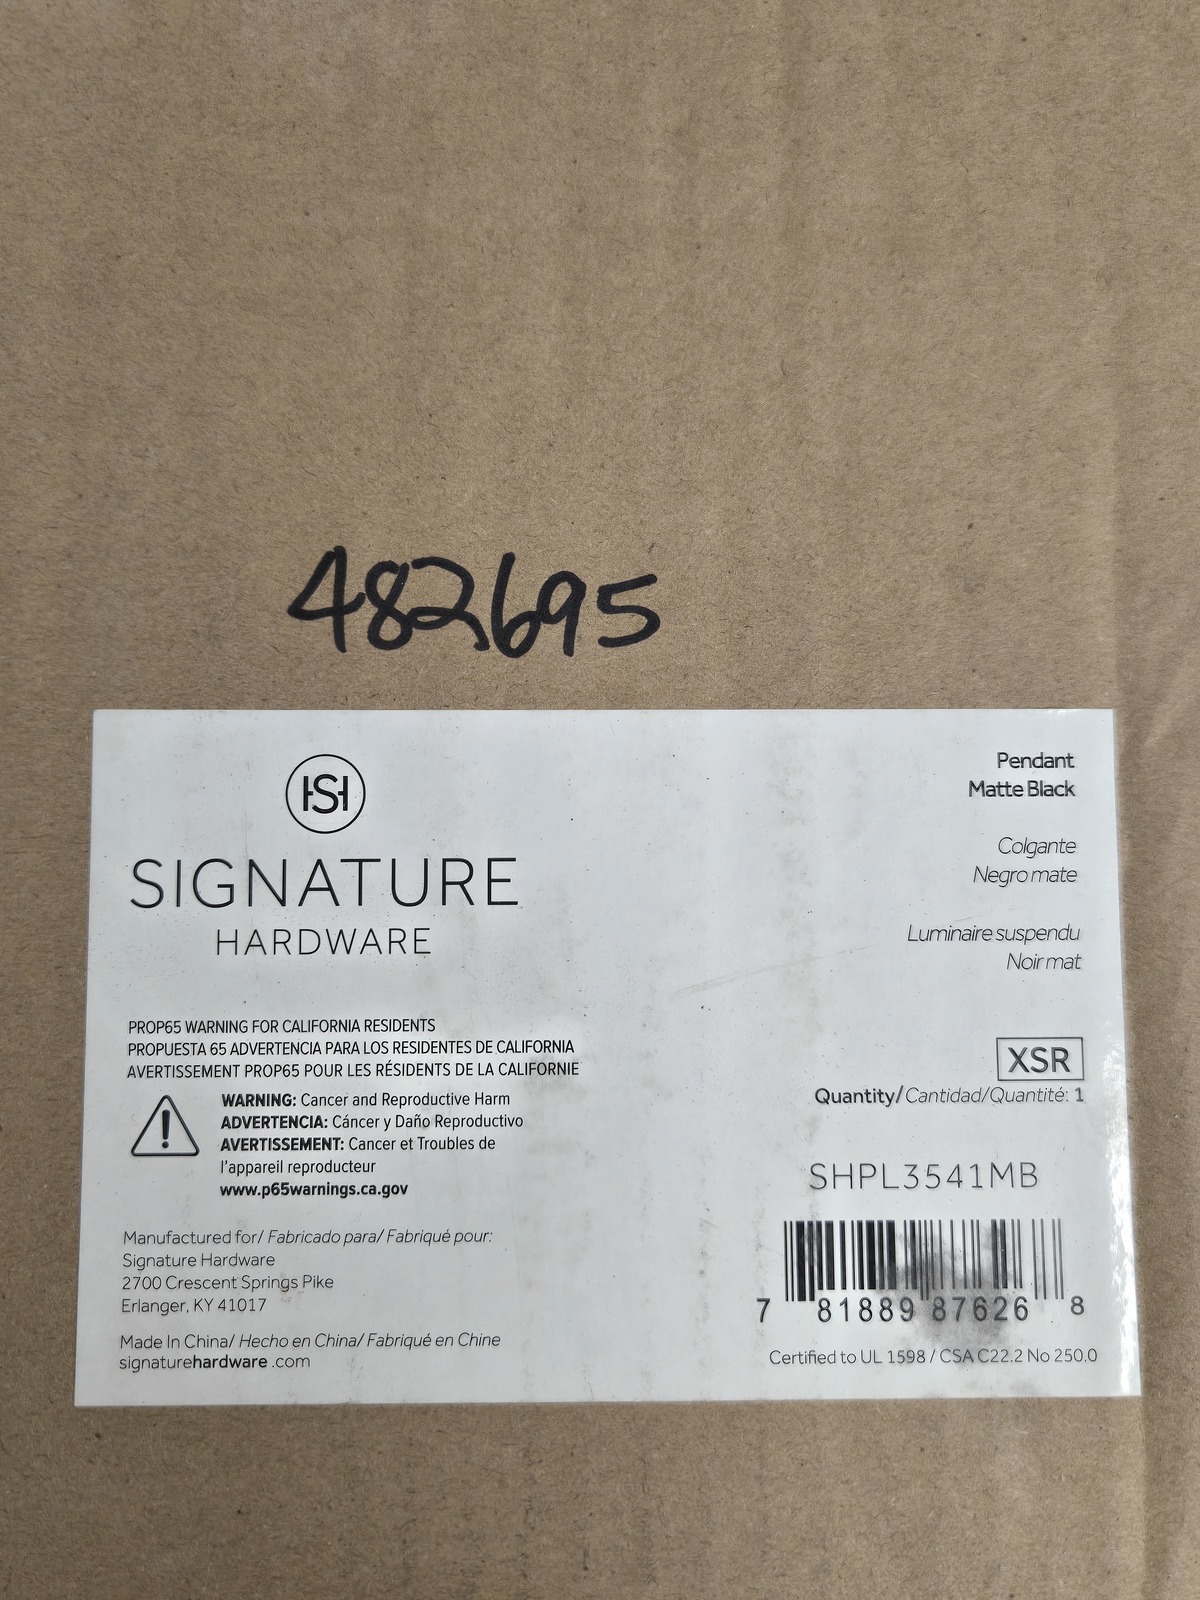 482695
SH
SIGNATURE
HARDWARE
PROP65 WARNING FOR CALIFORNIA RESIDENTS
PROPUESTA 65 ADVERTENCIA PARA LOS RESIDENTES DE CALIFORNIA
AVERTISSEMENT PROP65 POUR LES RÉSIDENTS DE LA CALIFORNIE
WARNING: Cancer and Reproductive Harm
ADVERTENCIA: Cáncer y Daño Reproductivo
AVERTISSEMENT: Cancer et Troubles de
l'appareil reproducteur
www.p65warnings.ca.gov
Manufactured for/ Fabricado para/ Fabriqué pour:
Signature Hardware
2700 Crescent Springs Pike
Erlanger, KY 41017
Made In China/ Hecho en China/ Fabriqué en Chine
signaturehardware .com
Pendant
Matte Black
Colgante
Negro mate
Luminaire suspendu
Noir mat
XSR
Quantity/ Cantidad/Quantité: 1
SHPL3541MB
7 81889 87626 8
Certified to UL 1598 / CSA C22.2 No 250.0